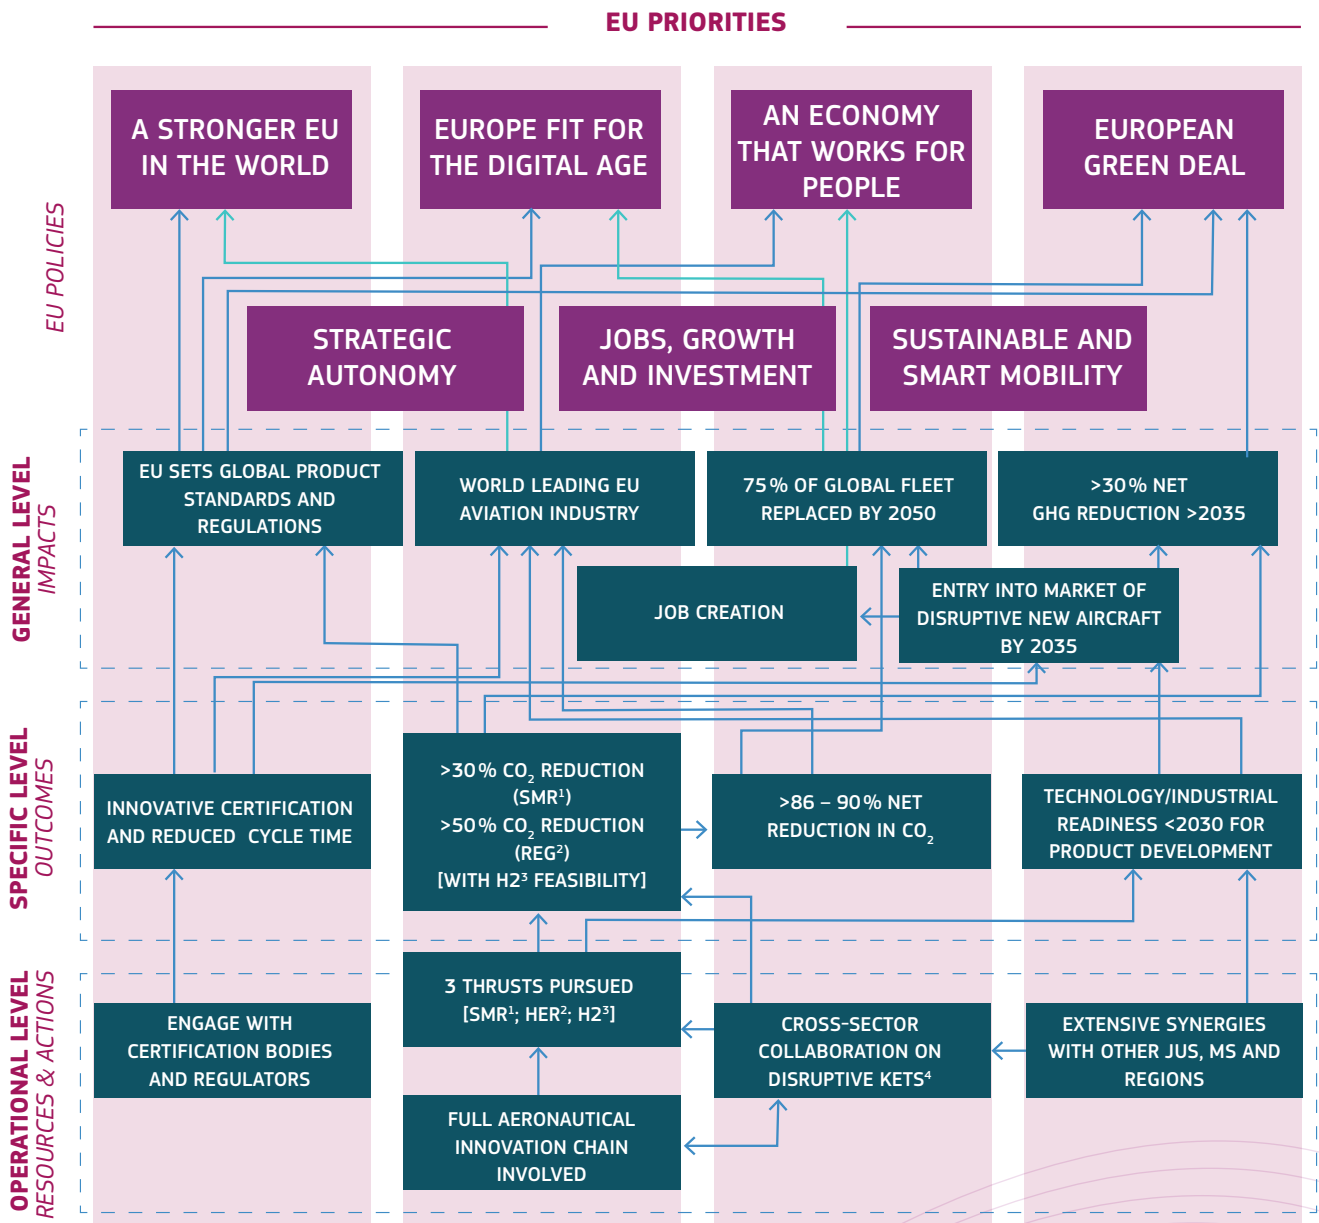 EU PRIORITIES
A STRONGER EU
IN THE WORLD
EUROPE FIT FOR
THE DIGITAL AGE
AN ECONOMY
THAT WORKS FOR
PEOPLE
EUROPEAN
GREEN DEAL
EU POLICIES
STRATEGIC
AUTONOMY
JOBS, GROWTH
AND INVESTMENT
SUSTAINABLE AND
SMART MOBILITY
GENERAL LEVEL
IMPACTS
EU SETS GLOBAL PRODUCT
STANDARDS AND
REGULATIONS
WORLD LEADING EU
AVIATION INDUSTRY
75% OF GLOBAL FLEET
REPLACED BY 2050
>30% NET
GHG REDUCTION >2035
JOB CREATION
ENTRY INTO MARKET OF
DISRUPTIVE NEW AIRCRAFT
BY 2035
SPECIFIC LEVEL
OUTCOMES
INNOVATIVE CERTIFICATION
AND REDUCED CYCLE TIME
>30% CO₂ REDUCTION
(SMR¹)
>50% CO₂ REDUCTION
(REG²)
[WITH H2³ FEASIBILITY]
>86 – 90% NET
REDUCTION IN CO₂
TECHNOLOGY/INDUSTRIAL
READINESS <2030 FOR
PRODUCT DEVELOPMENT
OPERATIONAL LEVEL
RESOURCES & ACTIONS
ENGAGE WITH
CERTIFICATION BODIES
AND REGULATORS
3 THRUSTS PURSUED
[SMR¹; HER²; H2³]
CROSS-SECTOR
COLLABORATION ON
DISRUPTIVE KETS⁴
EXTENSIVE SYNERGIES
WITH OTHER JUS, MS AND
REGIONS
FULL AERONAUTICAL
INNOVATION CHAIN
INVOLVED